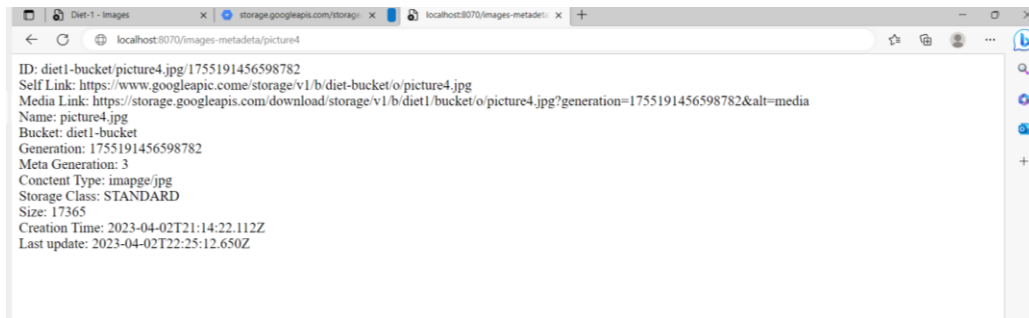 Diet-1 - Images
storage.googleapis.com/storage
localhost:8070/images-metadeta
localhost:8070/images-metadeta/picture4
ID: diet1-bucket/picture4.jpg/1755191456598782
Self Link: https://www.googleapic.come/storage/v1/b/diet-bucket/o/picture4.jpg
Media Link: https://storage.googleapis.com/download/storage/v1/b/diet1/bucket/o/picture4.jpg?generation=1755191456598782&alt=media
Name: picture4.jpg
Bucket: diet1-bucket
Generation: 1755191456598782
Meta Generation: 3
Conctent Type: imapge/jpg
Storage Class: STANDARD
Size: 17365
Creation Time: 2023-04-02T21:14:22.112Z
Last update: 2023-04-02T22:25:12.650Z